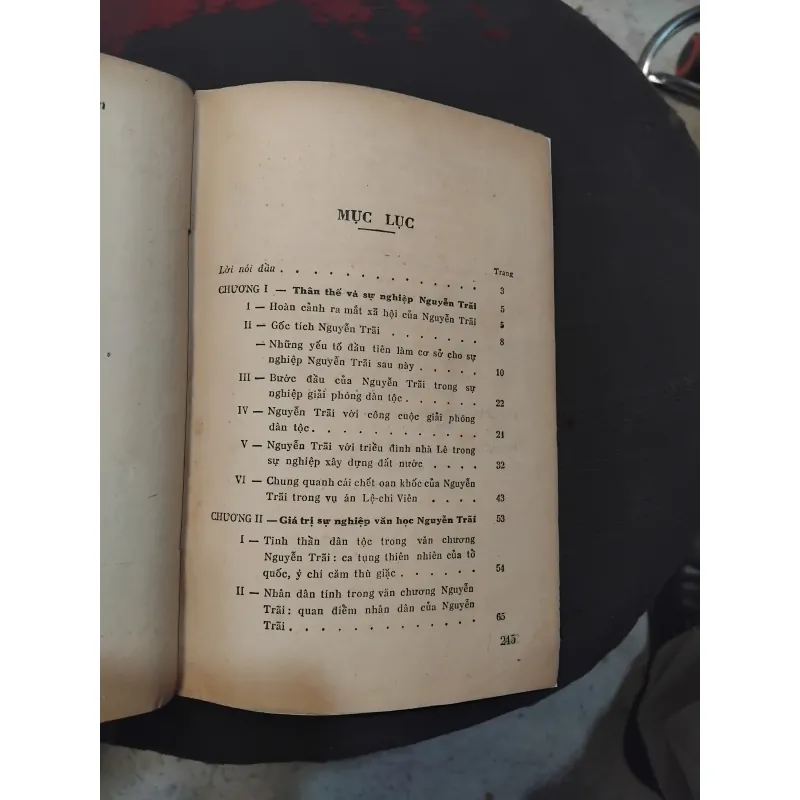 MỤC LỤC
Trang
Lời nói đầu . . . . . . . . . . . . . 3
CHƯƠNG I — Thân thế và sự nghiệp Nguyễn Trãi 5
I — Hoàn cảnh ra mắt xã hội của Nguyễn Trãi 5
II — Gốc tích Nguyễn Trãi . . . . . . . 8
— Những yếu tố đầu tiên làm cơ sở cho sự
nghiệp Nguyễn Trãi sau này . . . . . 10
III — Bước đầu của Nguyễn Trãi trong sự
nghiệp giải phóng dân tộc . . . . . . 22
IV — Nguyễn Trãi với công cuộc giải phóng
dân tộc . . . . . . . . . . . . 21
V — Nguyễn Trãi với triều đình nhà Lê trong
sự nghiệp xây dựng đất nước . . . . 32
VI — Chung quanh cái chết oan khốc của Nguyễn
Trãi trong vụ án Lệ-chi Viên . . . . 43
CHƯƠNG II — Giá trị sự nghiệp văn học Nguyễn Trãi 53
I — Tinh thần dân tộc trong văn chương
Nguyễn Trãi : ca tụng thiên nhiên của tổ
quốc, ý chí căm thù giặc . . . . . . 54
II — Nhân dân tính trong văn chương Nguyễn
Trãi : quan điểm nhân dân của Nguyễn
Trãi . . . . . . . . . . . . . 65
245